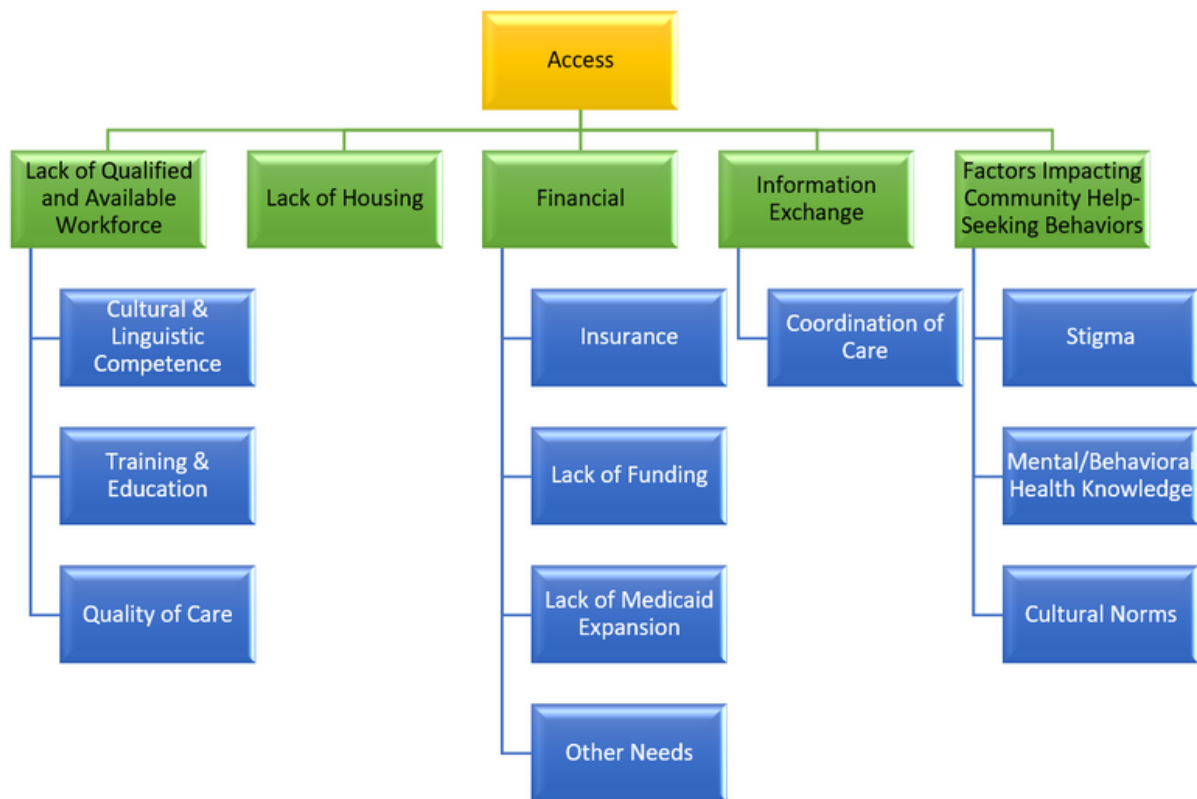 Access
Lack of Qualified
and Available
Workforce
Lack of Housing
Financial
Information
Exchange
Factors Impacting
Community Help-
Seeking Behaviors
Cultural &
Linguistic
Competence
Training &
Education
Quality of Care
Insurance
Lack of Funding
Lack of Medicaid
Expansion
Other Needs
Coordination of
Care
Stigma
Mental/Behavioral
Health Knowledge
Cultural Norms